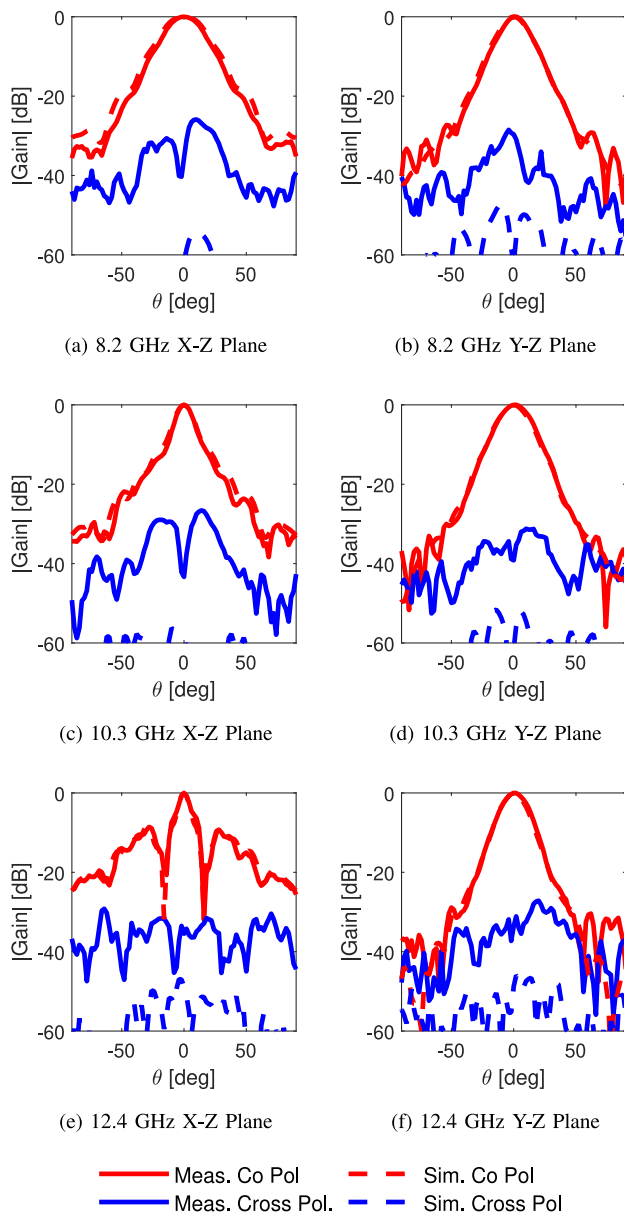 0
-20
-40
-60
|Gain| [dB]
-50 0 50
θ [deg]
(a) 8.2 GHz X-Z Plane
0
-20
-40
-60
|Gain| [dB]
-50 0 50
θ [deg]
(b) 8.2 GHz Y-Z Plane
0
-20
-40
-60
|Gain| [dB]
-50 0 50
θ [deg]
(c) 10.3 GHz X-Z Plane
0
-20
-40
-60
|Gain| [dB]
-50 0 50
θ [deg]
(d) 10.3 GHz Y-Z Plane
0
-20
-40
-60
|Gain| [dB]
-50 0 50
θ [deg]
(e) 12.4 GHz X-Z Plane
0
-20
-40
-60
|Gain| [dB]
-50 0 50
θ [deg]
(f) 12.4 GHz Y-Z Plane
Meas. Co Pol Sim. Co Pol
Meas. Cross Pol. Sim. Cross Pol